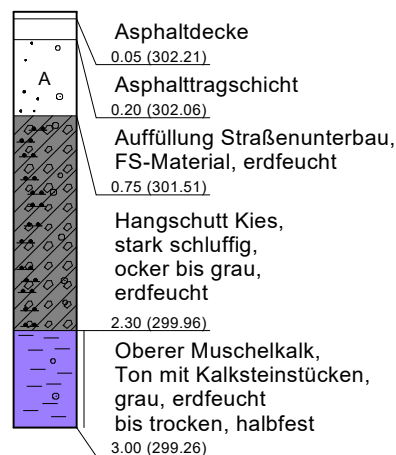 Asphaltdecke
0.05 (302.21)
Asphalttragschicht
0.20 (302.06)
A
Auffüllung Straßenunterbau,
FS-Material, erdfeucht
0.75 (301.51)
Hangschutt Kies,
stark schluffig,
ocker bis grau,
erdfeucht
2.30 (299.96)
Oberer Muschelkalk,
Ton mit Kalksteinstücken,
grau, erdfeucht
bis trocken, halbfest
3.00 (299.26)